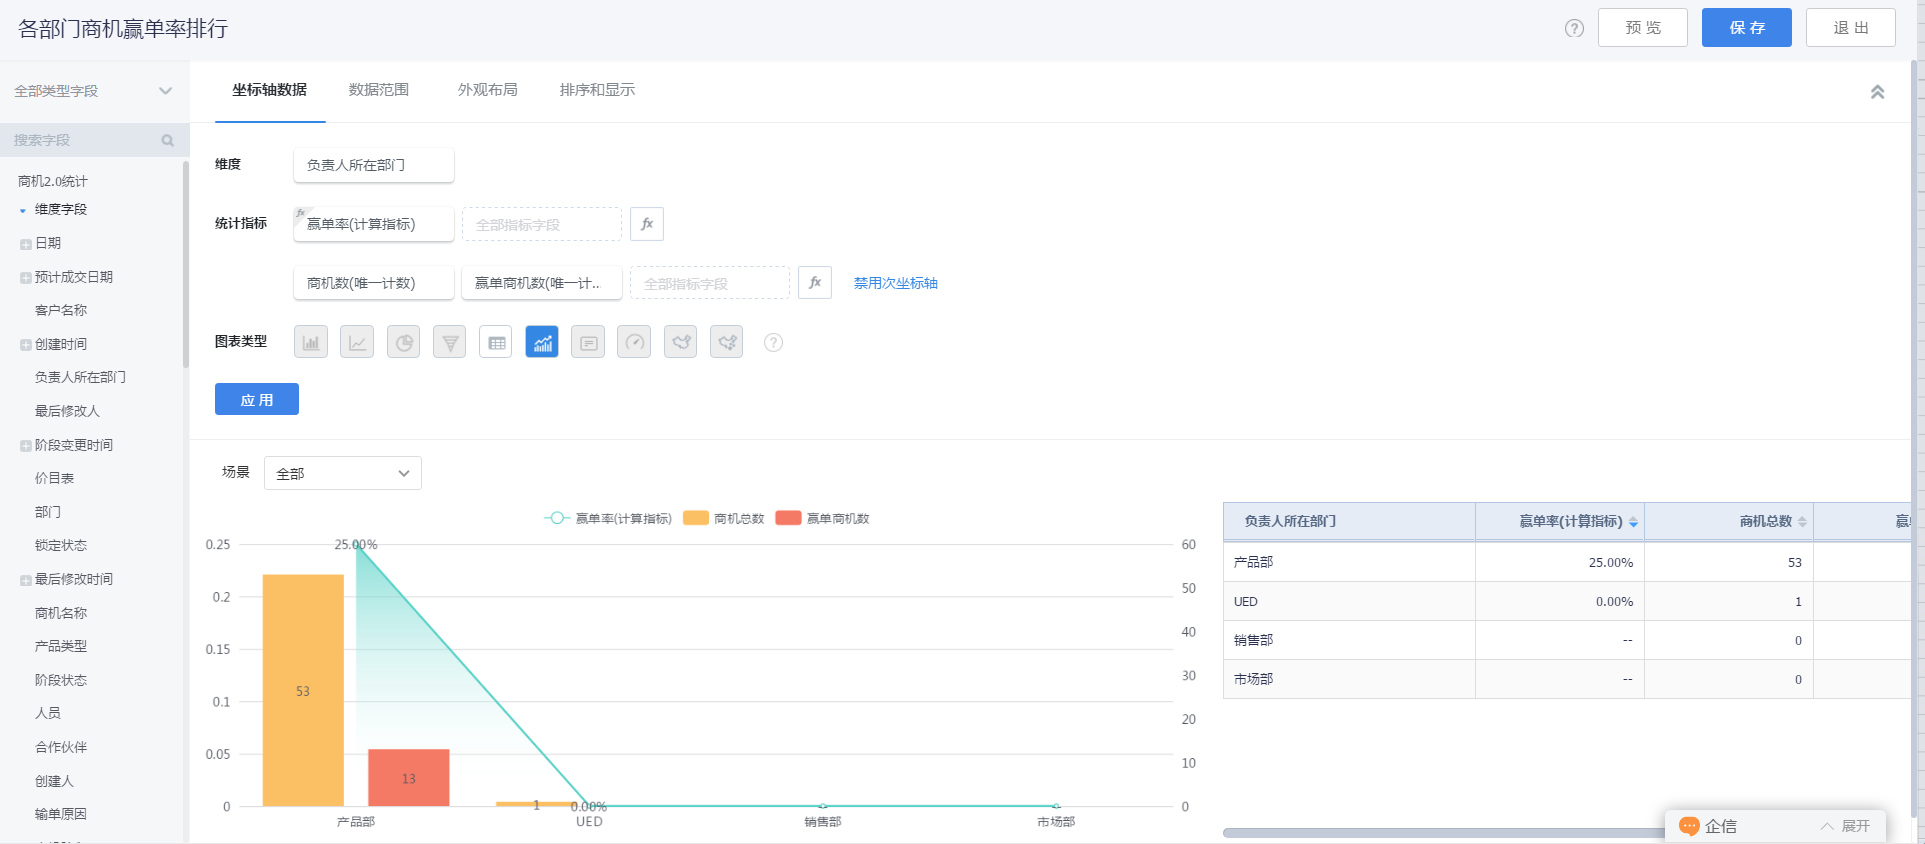 各部门商机赢单率排行
预览
保存
退出
全部类型字段
搜索字段
商机2.0统计
维度字段
日期
预计成交日期
客户名称
创建时间
负责人所在部门
最后修改人
阶段变更时间
价目表
部门
锁定状态
最后修改时间
商机名称
产品类型
阶段状态
人员
合作伙伴
创建人
输单原因
坐标轴数据 数据范围 外观布局 排序和显示
维度 负责人所在部门
统计指标 fx 赢单率(计算指标) 全部指标字段 fx
商机数(唯一计数) 赢单商机数(唯一计... 全部指标字段 fx 禁用次坐标轴
图表类型
应用
场景 全部
赢单率(计算指标) 商机总数 赢单商机数
0.25 25.00% 60
0.2 50
0.15 40
0.1 30
0.05 20
0 10
0
53
13
1
0.00%
产品部 UED 销售部 市场部
负责人所在部门 赢单率(计算指标) 商机总数
产品部 25.00% 53
UED 0.00% 1
销售部 -- 0
市场部 -- 0
企信 展开